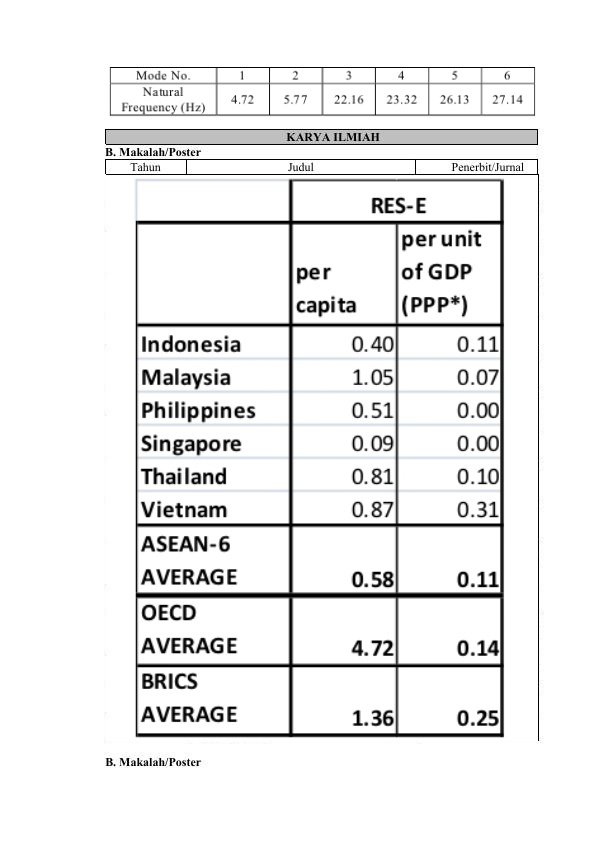 Mode No. 1 2 3 4 5 6
Natural
Frequency (Hz) 4.72 5.77 22.16 23.32 26.13 27.14
KARYA ILMIAH
B. Makalah/Poster
Tahun Judul Penerbit/Jurnal
RES-E
per capita per unit of GDP (PPP*)
Indonesia 0.40 0.11
Malaysia 1.05 0.07
Philippines 0.51 0.00
Singapore 0.09 0.00
Thailand 0.81 0.10
Vietnam 0.87 0.31
ASEAN-6
AVERAGE 0.58 0.11
OECD
AVERAGE 4.72 0.14
BRICS
AVERAGE 1.36 0.25
B. Makalah/Poster